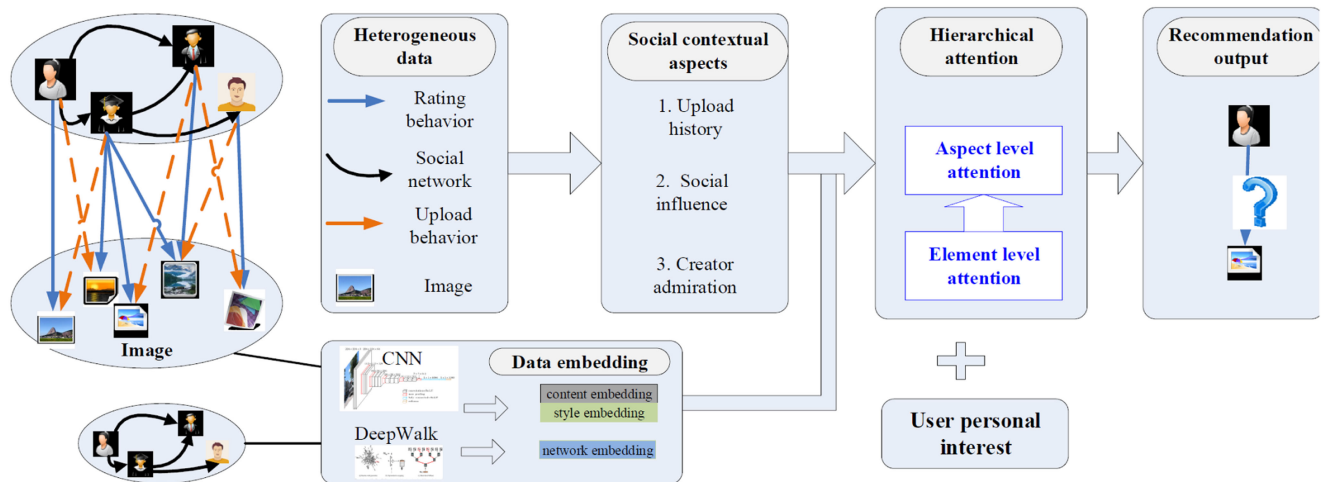 Heterogeneous
data
Rating
behavior
Social
network
Upload
behavior
Image
Social contextual
aspects
1. Upload
history
2. Social
influence
3. Creator
admiration
Hierarchical
attention
Aspect level
attention
Element level
attention
Recommendation
output
Image
CNN
Data embedding
content embedding
style embedding
DeepWalk
network embedding
User personal
interest